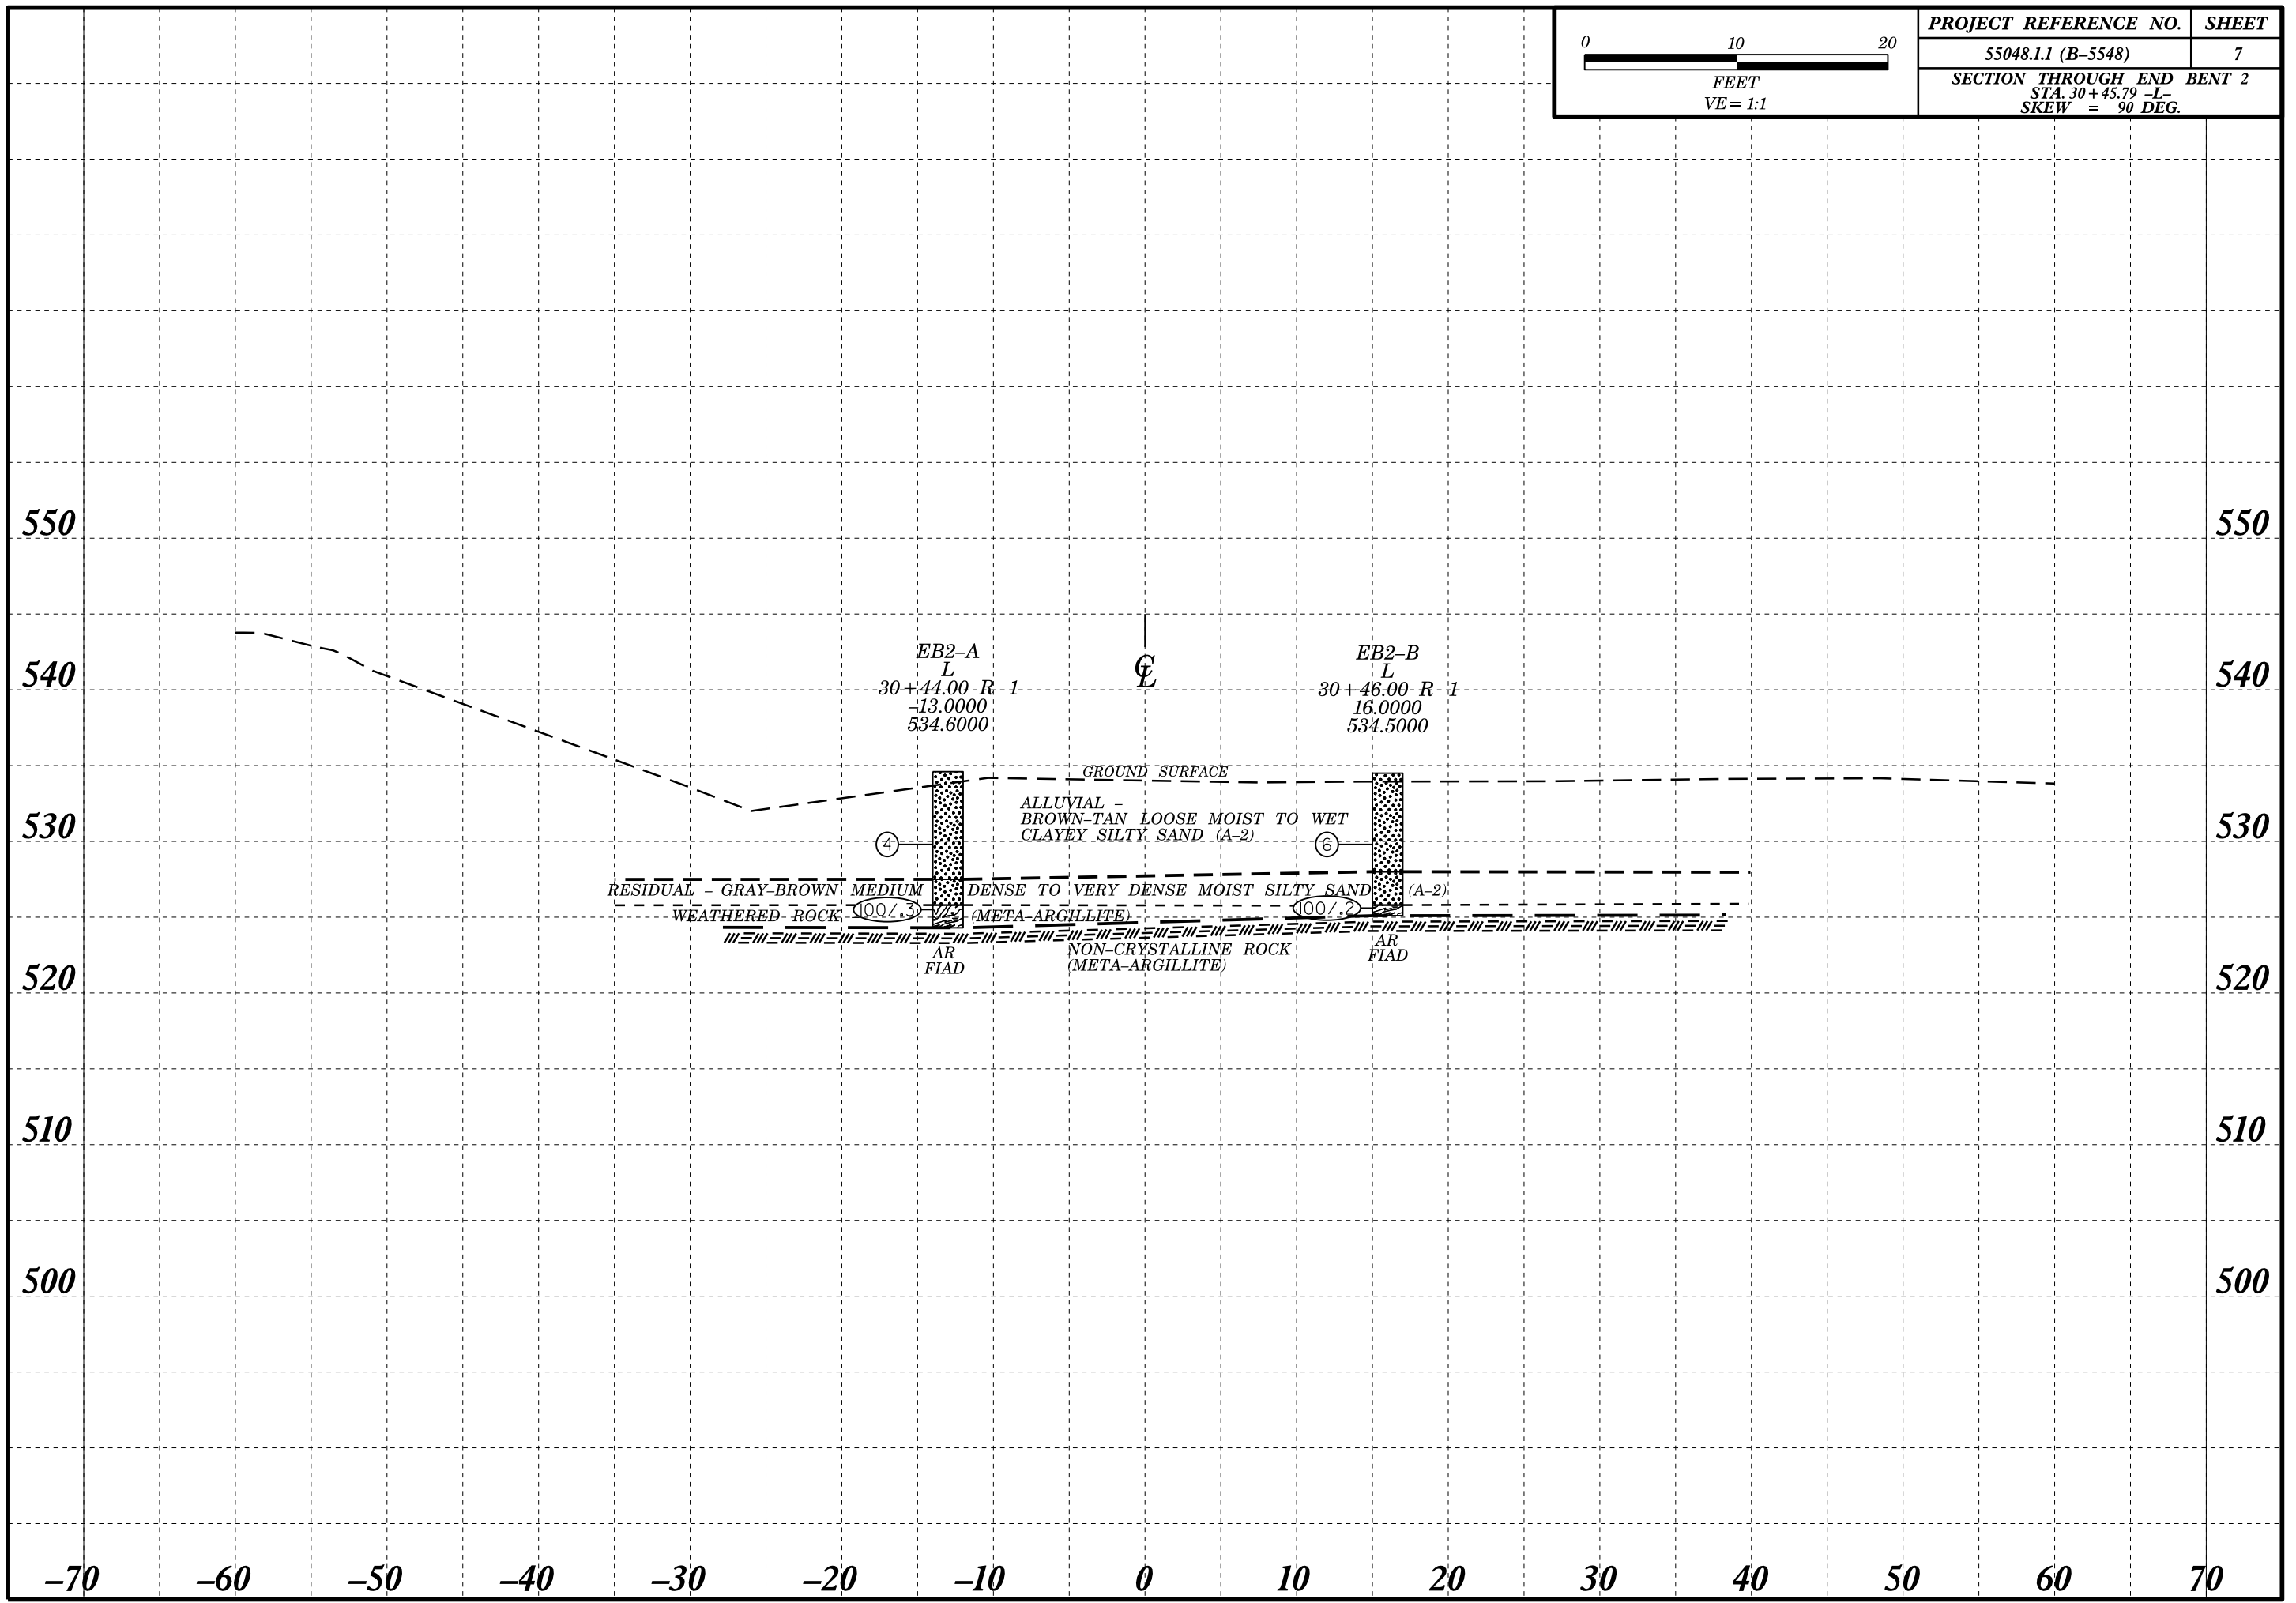 0 10 20
FEET
VE = 1:1
PROJECT REFERENCE NO. SHEET
55048.1.1 (B–5548) 7
SECTION THROUGH END BENT 2
STA. 30+45.79 –L–
SKEW = 90 DEG.
550 550
540 540
530 530
520 520
510 510
500 500
EB2–A
L
30+44.00 R 1
–13.0000
534.6000
CL
EB2–B
L
30+46.00 R 1
16.0000
534.5000
GROUND SURFACE
ALLUVIAL –
BROWN–TAN LOOSE MOIST TO WET
CLAYEY SILTY SAND (A–2)
4
6
RESIDUAL – GRAY–BROWN MEDIUM DENSE TO VERY DENSE MOIST SILTY SAND (A–2)
WEATHERED ROCK (META–ARGILLITE)
100/.3
100/.2
NON–CRYSTALLINE ROCK
(META–ARGILLITE)
AR
FIAD
AR
FIAD
–70 –60 –50 –40 –30 –20 –10 0 10 20 30 40 50 60 70